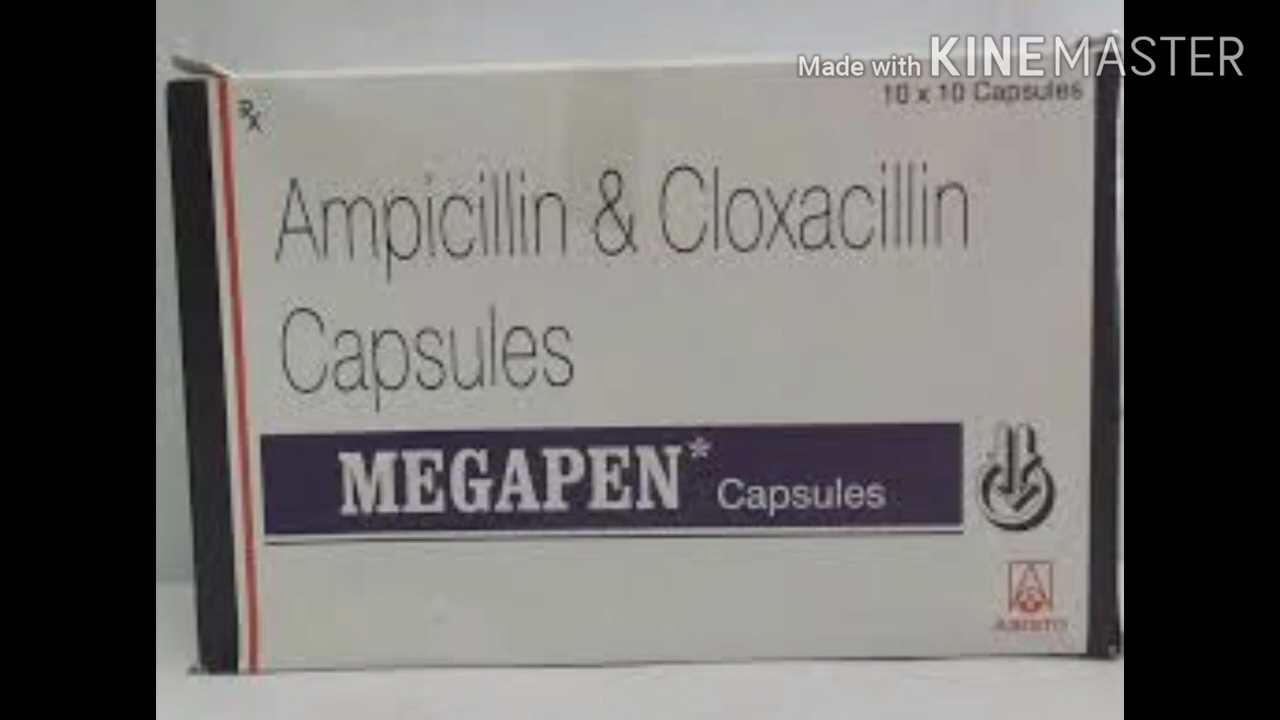 Made with KINEMASTER
10 x 10 Capsules
Rx
Ampicillin & Cloxacillin
Capsules
MEGAPEN* Capsules
ARISTO